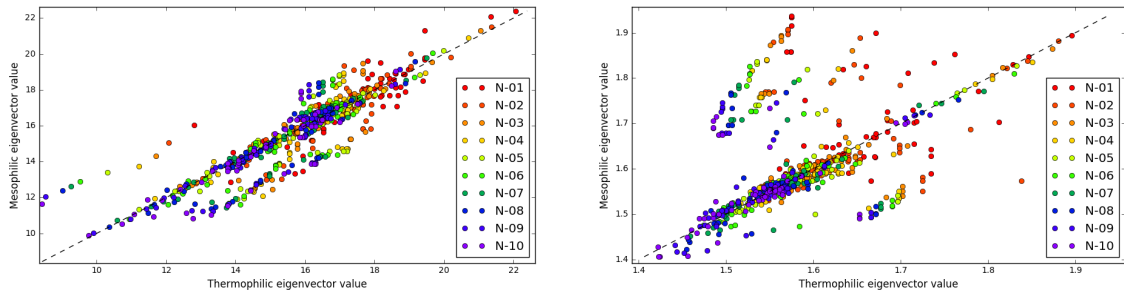 22
20
18
16
14
12
10
Mesophilic eigenvector value
10
12
14
16
18
20
22
Thermophilic eigenvector value
N-01
N-02
N-03
N-04
N-05
N-06
N-07
N-08
N-09
N-10
1.9
1.8
1.7
1.6
1.5
1.4
Mesophilic eigenvector value
1.4
1.5
1.6
1.7
1.8
1.9
Thermophilic eigenvector value
N-01
N-02
N-03
N-04
N-05
N-06
N-07
N-08
N-09
N-10